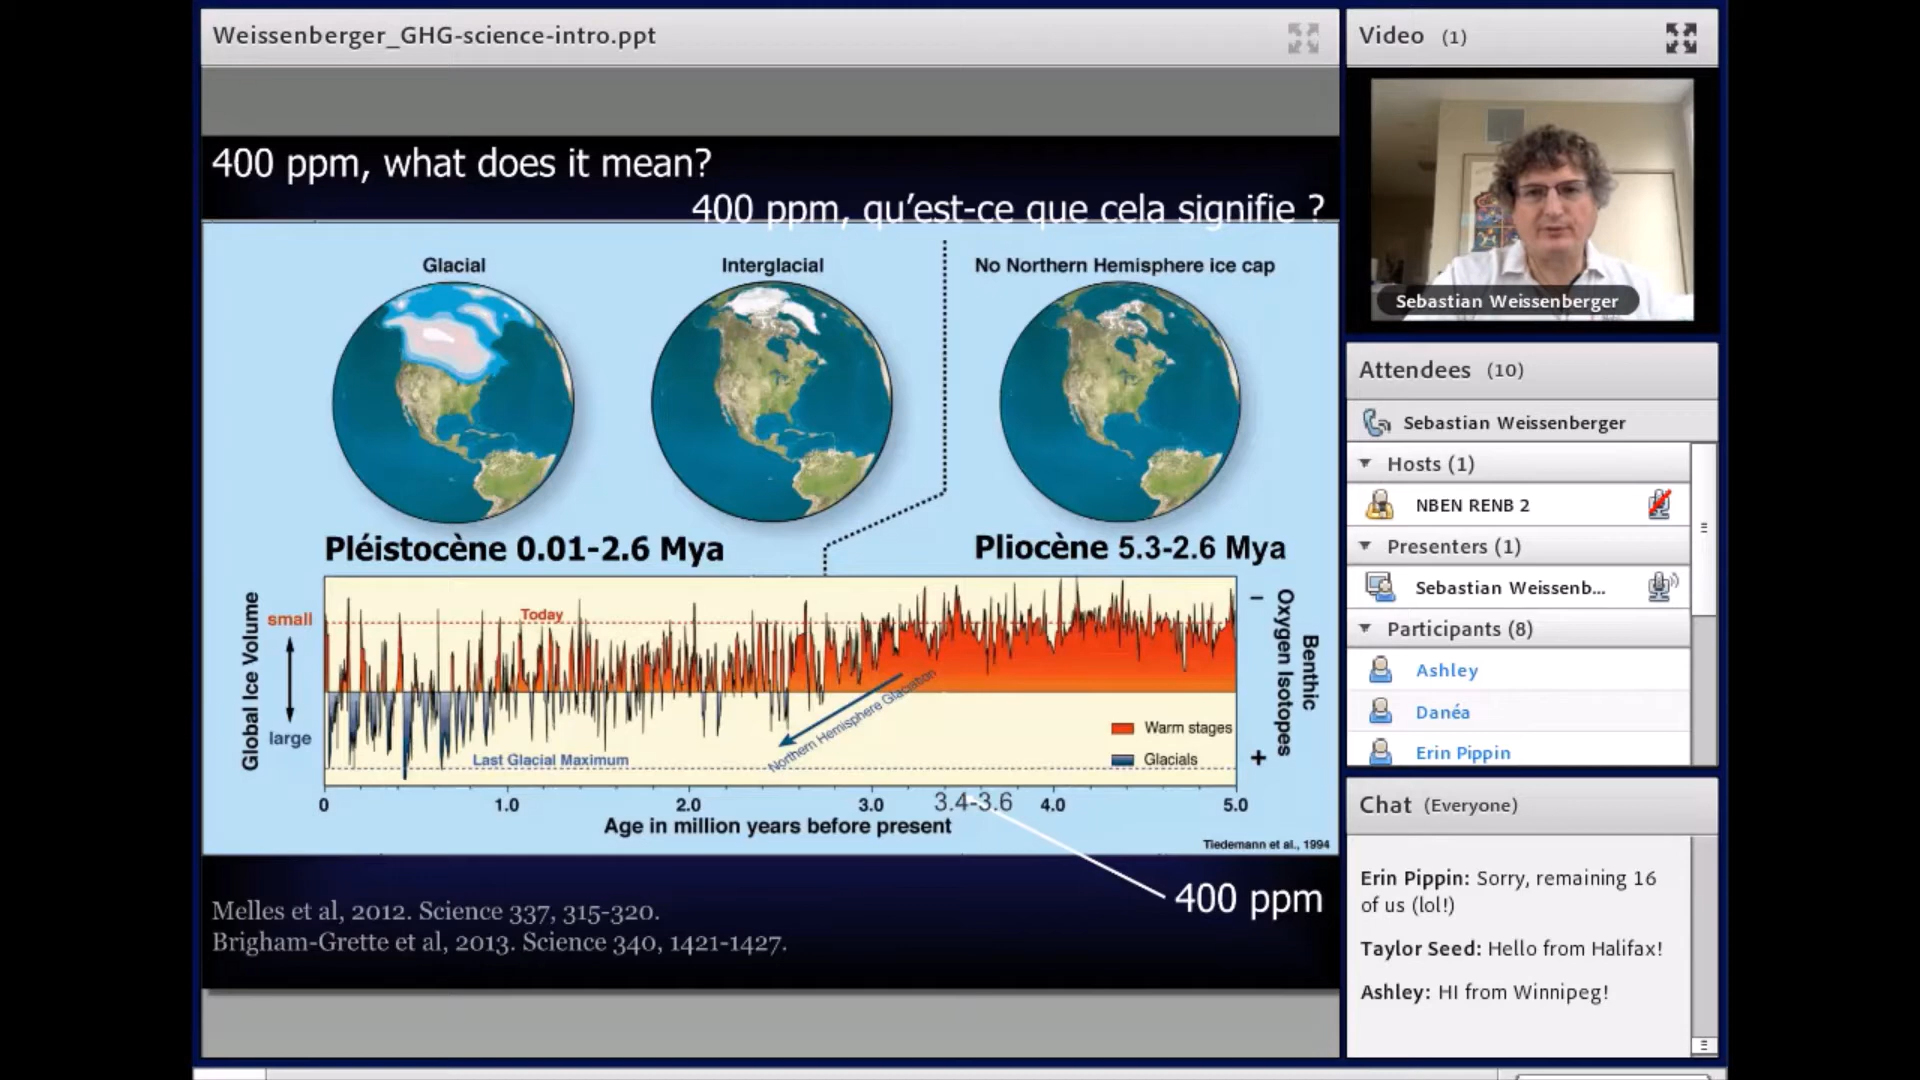 Weissenberger_GHG-science-intro.ppt
400 ppm, what does it mean?
400 ppm, qu’est-ce que cela signifie ?
Glacial
Interglacial
No Northern Hemisphere ice cap
Pléistocène 0.01-2.6 Mya
Pliocène 5.3-2.6 Mya
Global Ice Volume
small
large
Today
Last Glacial Maximum
Northern Hemisphere Glaciation
Warm stages
Glacials
−
+
Benthic
Oxygen Isotopes
0 1.0 2.0 3.0 3.4-3.6 4.0 5.0
Age in million years before present
Tiedemann et al., 1994
400 ppm
Melles et al, 2012. Science 337, 315-320.
Brigham-Grette et al, 2013. Science 340, 1421-1427.
Video (1)
Sebastian Weissenberger
Attendees (10)
Sebastian Weissenberger
Hosts (1)
NBEN RENB 2
Presenters (1)
Sebastian Weissenb...
Participants (8)
Ashley
Danéa
Erin Pippin
Chat (Everyone)
Erin Pippin: Sorry, remaining 16
of us (lol!)
Taylor Seed: Hello from Halifax!
Ashley: HI from Winnipeg!